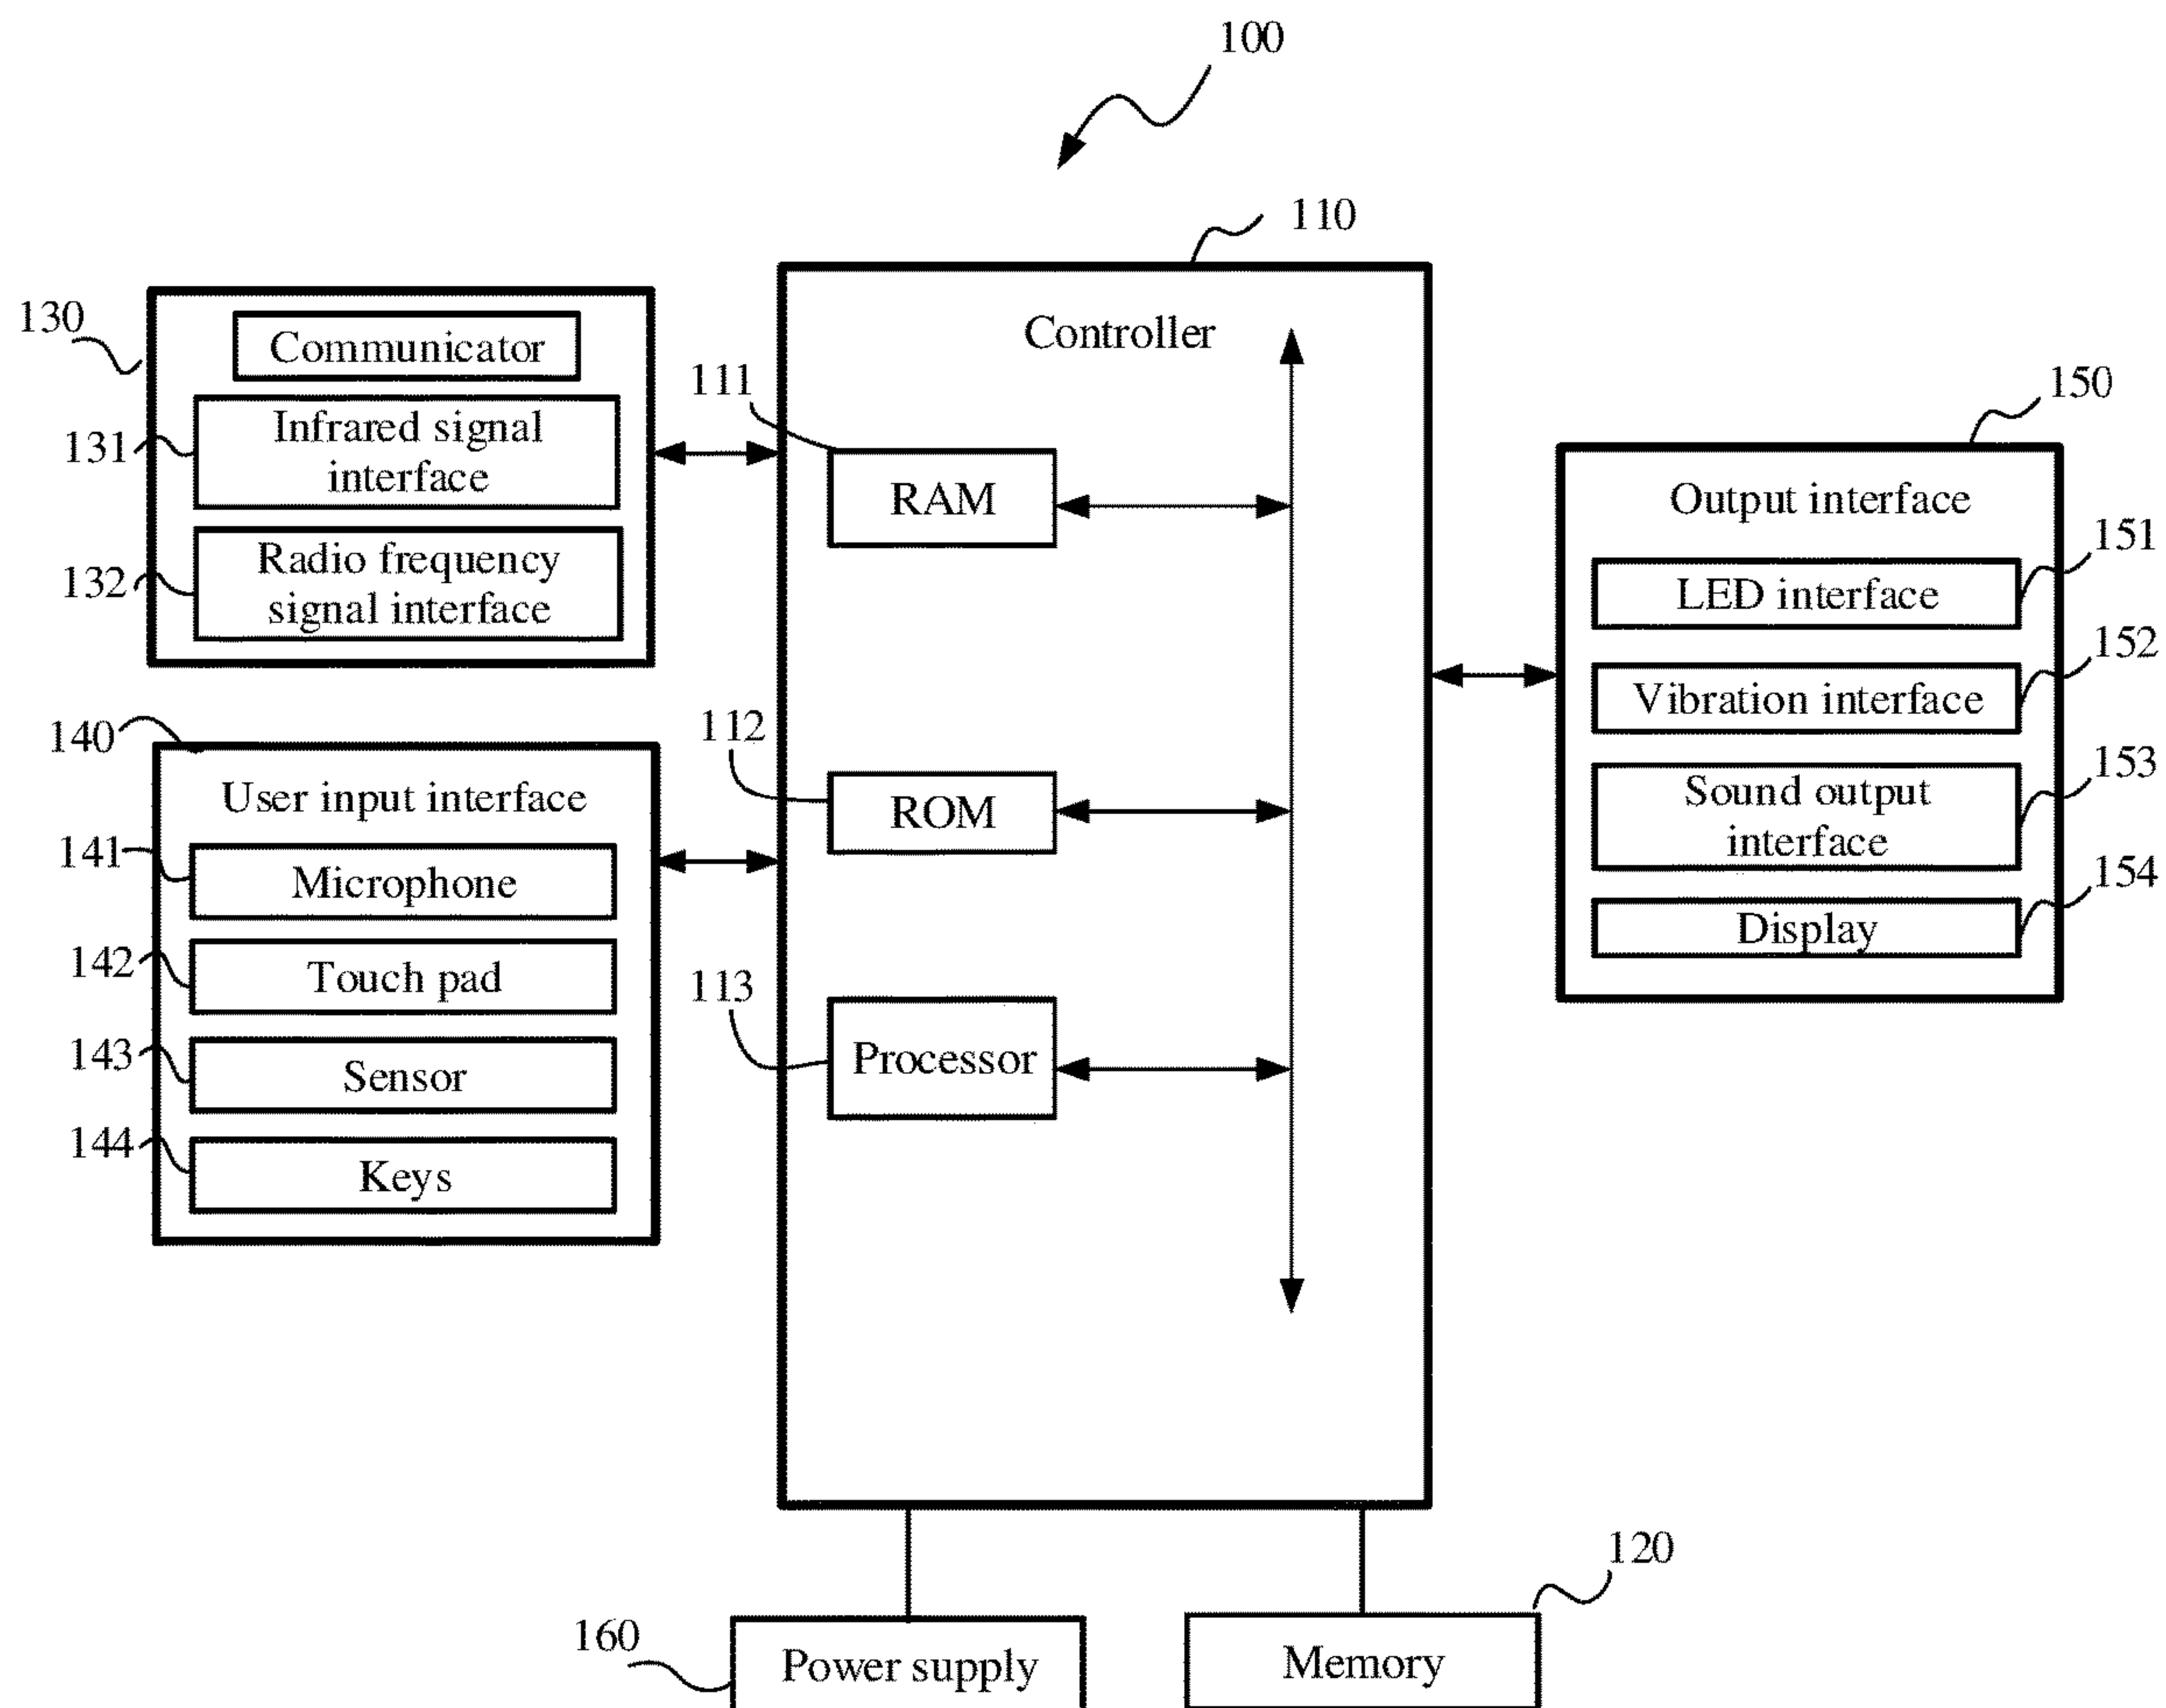 100
110
130
Communicator
131
Infrared signal
interface
132
Radio frequency
signal interface
140
User input interface
141
Microphone
142
Touch pad
143
Sensor
144
Keys
Controller
111
RAM
112
ROM
113
Processor
150
Output interface
151
LED interface
152
Vibration interface
153
Sound output
interface
154
Display
160
Power supply
120
Memory